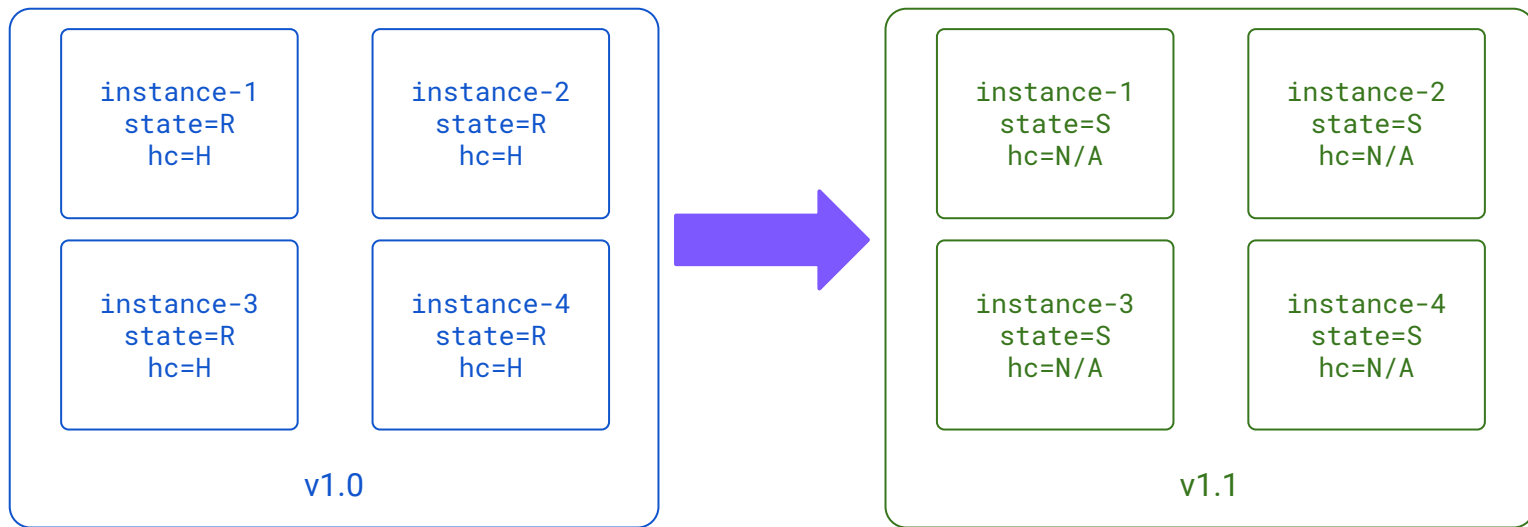 instance-1
state=R
hc=H
instance-2
state=R
hc=H
instance-3
state=R
hc=H
instance-4
state=R
hc=H
v1.0
instance-1
state=S
hc=N/A
instance-2
state=S
hc=N/A
instance-3
state=S
hc=N/A
instance-4
state=S
hc=N/A
v1.1